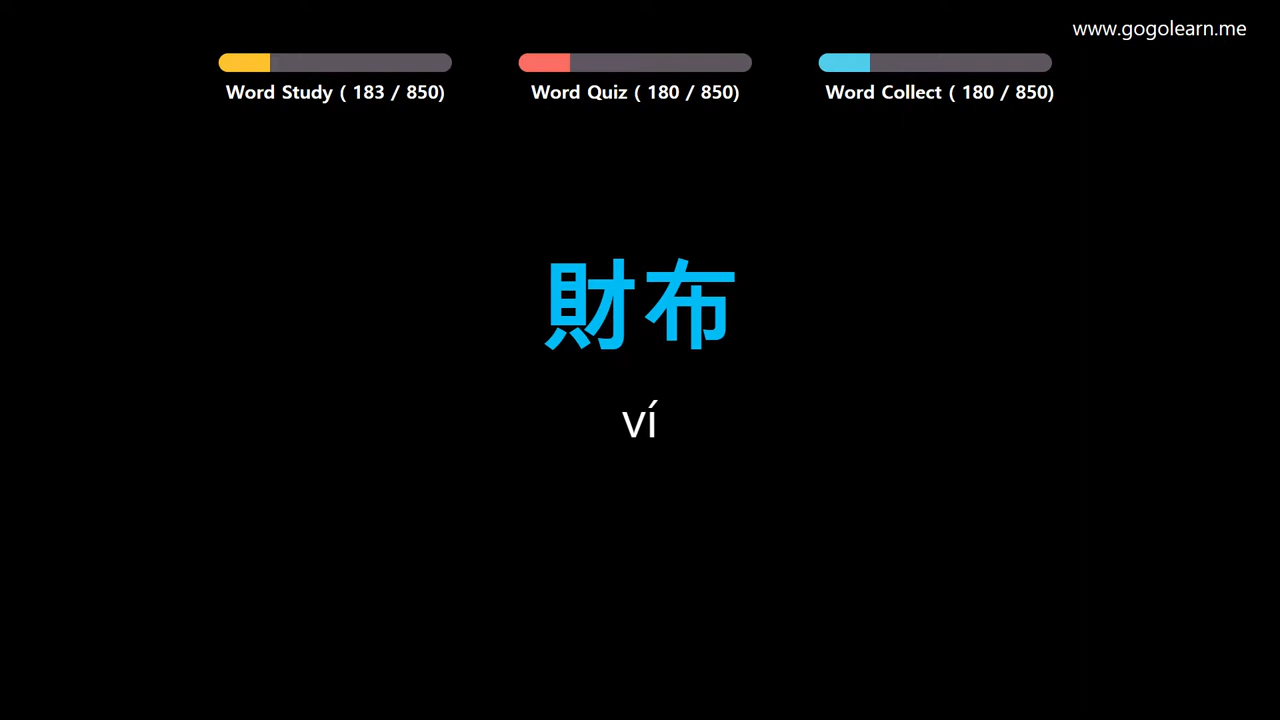 www.gogolearn.me
Word Study ( 183 / 850)
Word Quiz ( 180 / 850)
Word Collect ( 180 / 850)
財布
ví